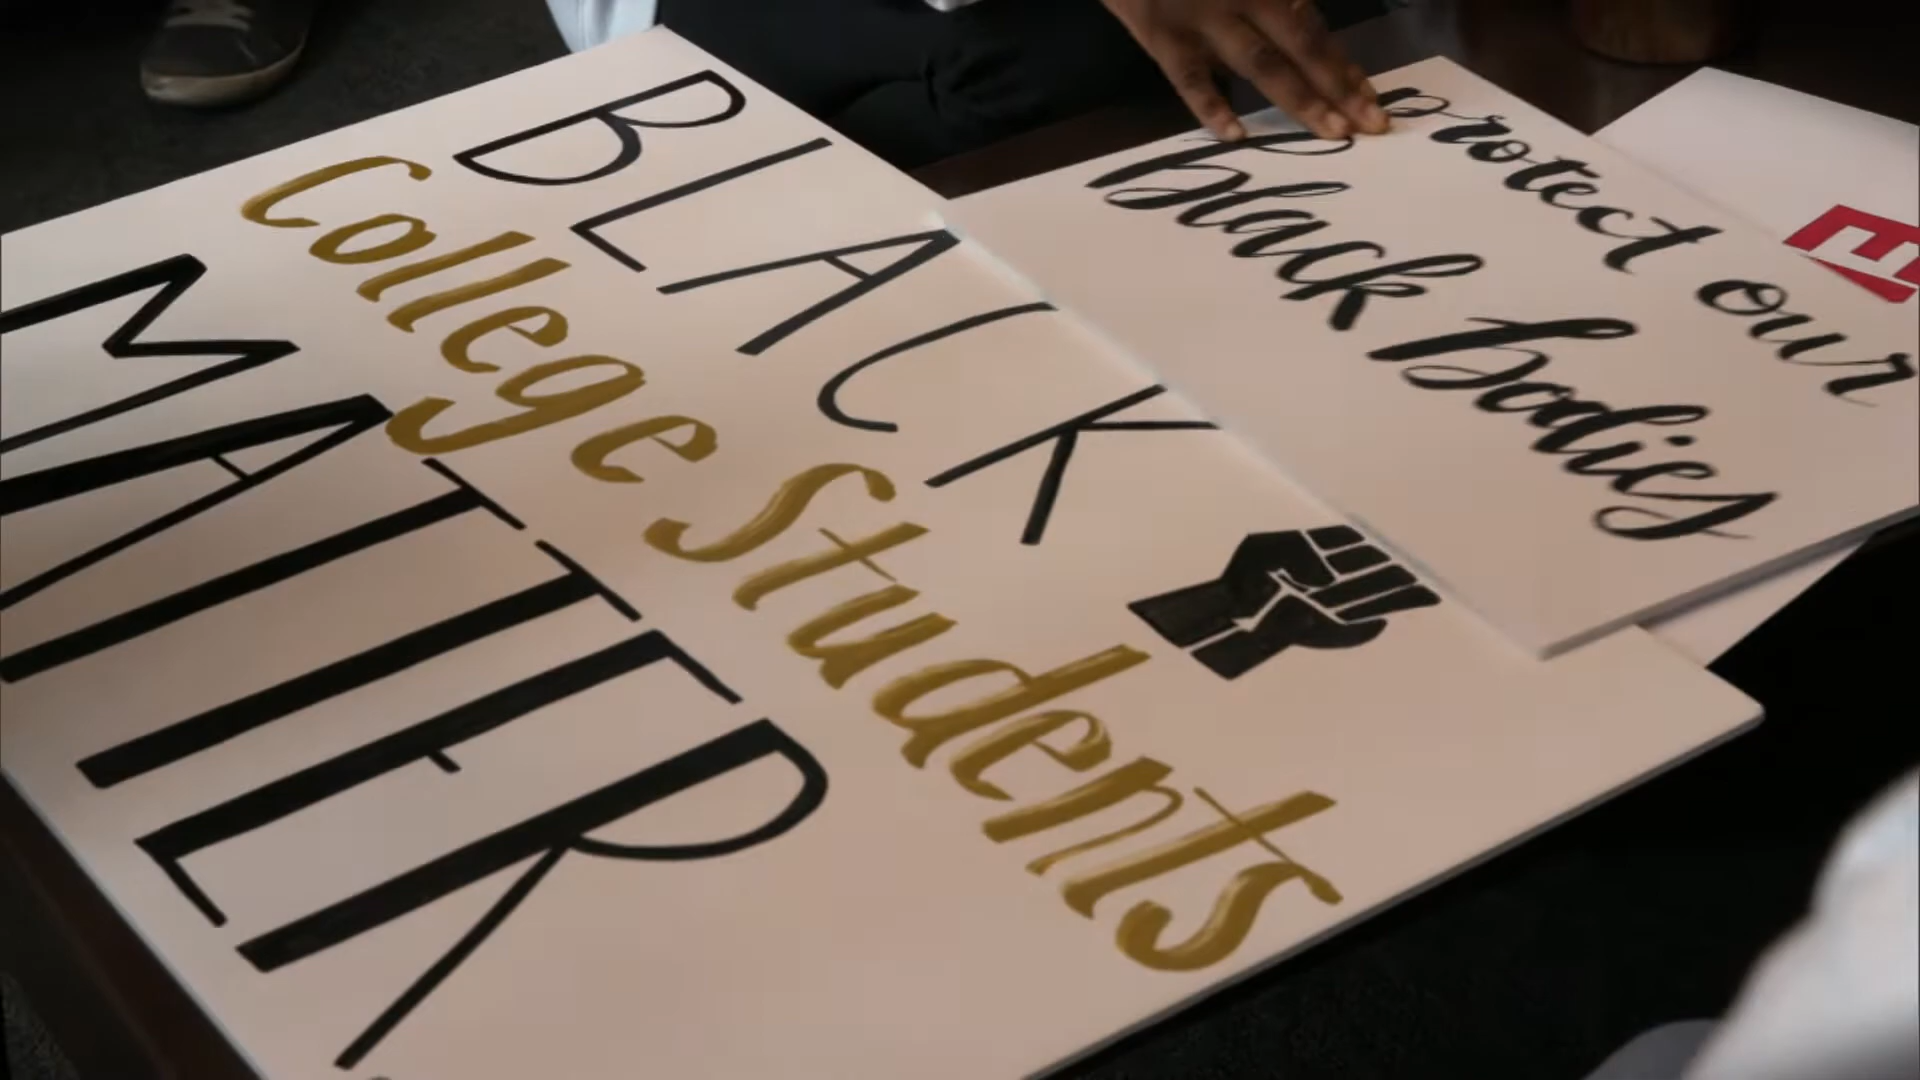 BLACK
College Students
MATTER
protect our
black bodies
E